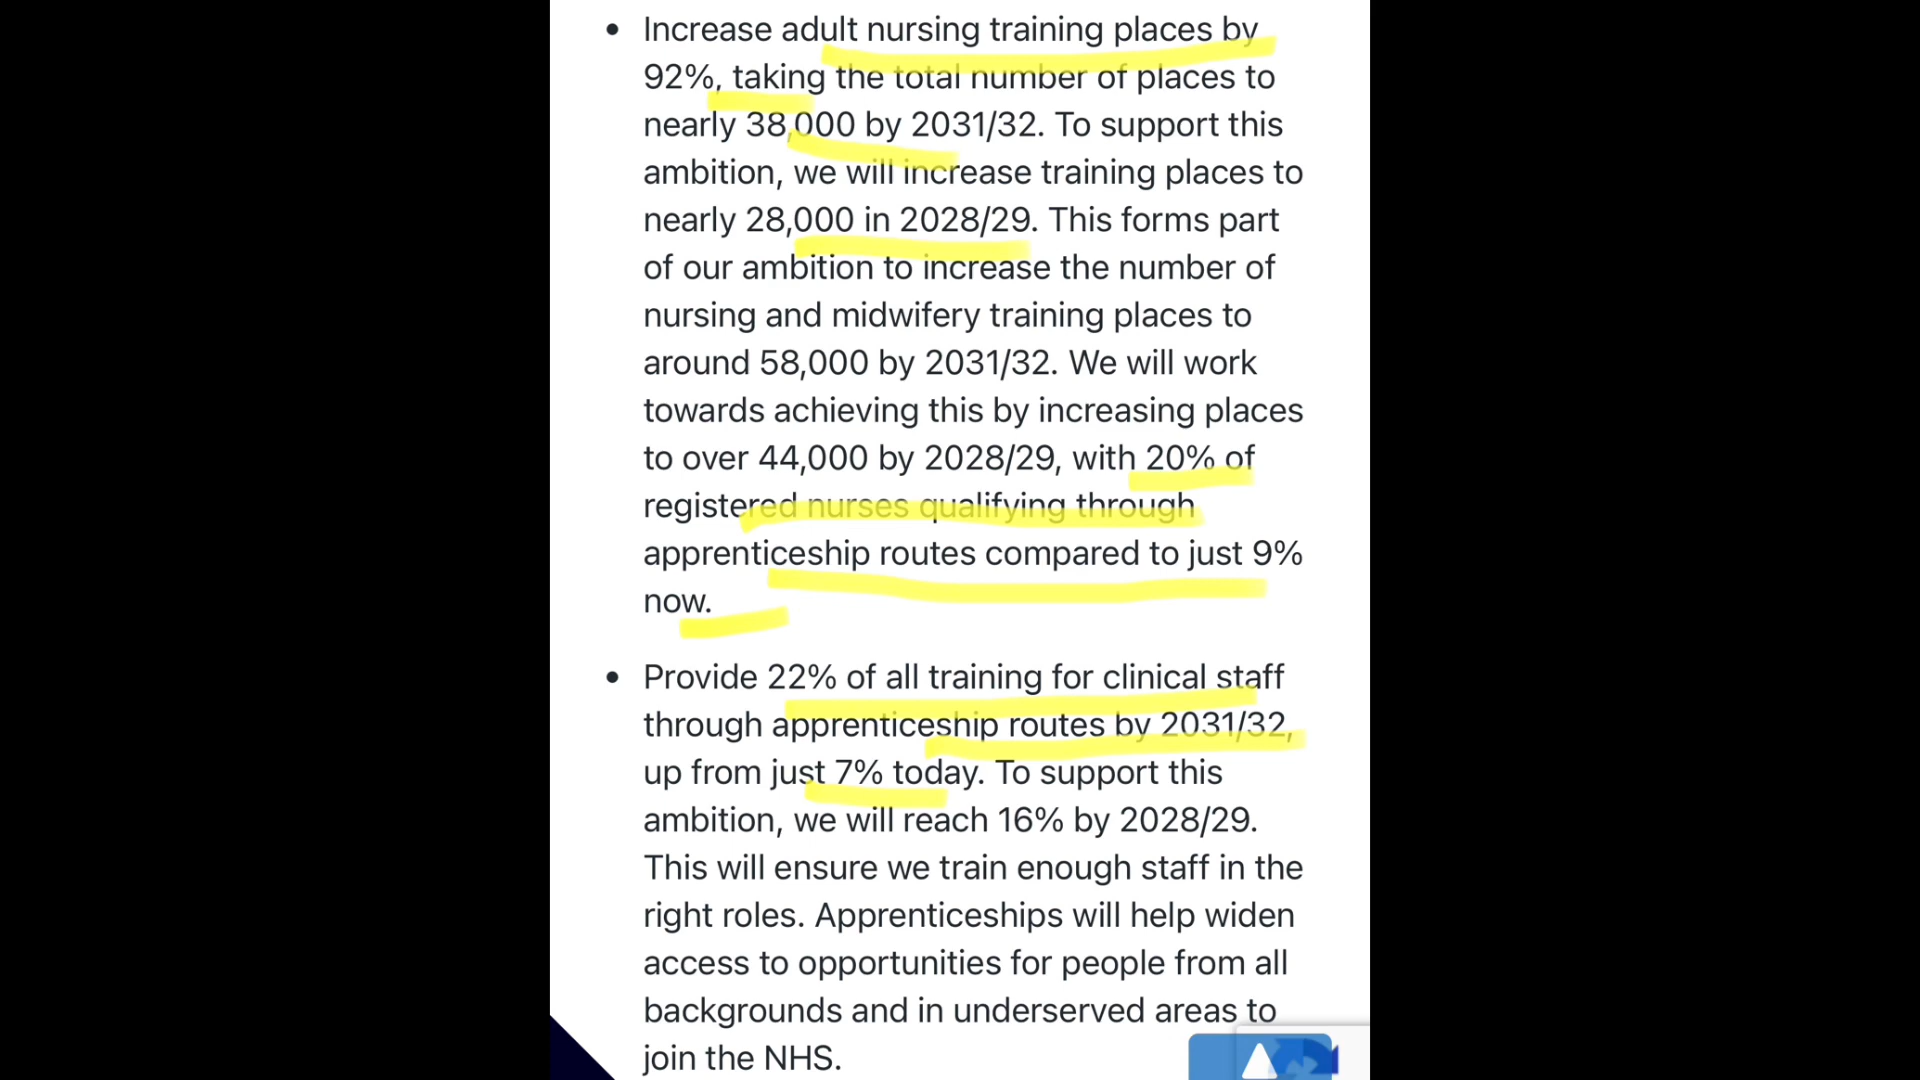 • Increase adult nursing training places by
92%, taking the total number of places to
nearly 38,000 by 2031/32. To support this
ambition, we will increase training places to
nearly 28,000 in 2028/29. This forms part
of our ambition to increase the number of
nursing and midwifery training places to
around 58,000 by 2031/32. We will work
towards achieving this by increasing places
to over 44,000 by 2028/29, with 20% of
registered nurses qualifying through
apprenticeship routes compared to just 9%
now.
• Provide 22% of all training for clinical staff
through apprenticeship routes by 2031/32,
up from just 7% today. To support this
ambition, we will reach 16% by 2028/29.
This will ensure we train enough staff in the
right roles. Apprenticeships will help widen
access to opportunities for people from all
backgrounds and in underserved areas to
join the NHS.